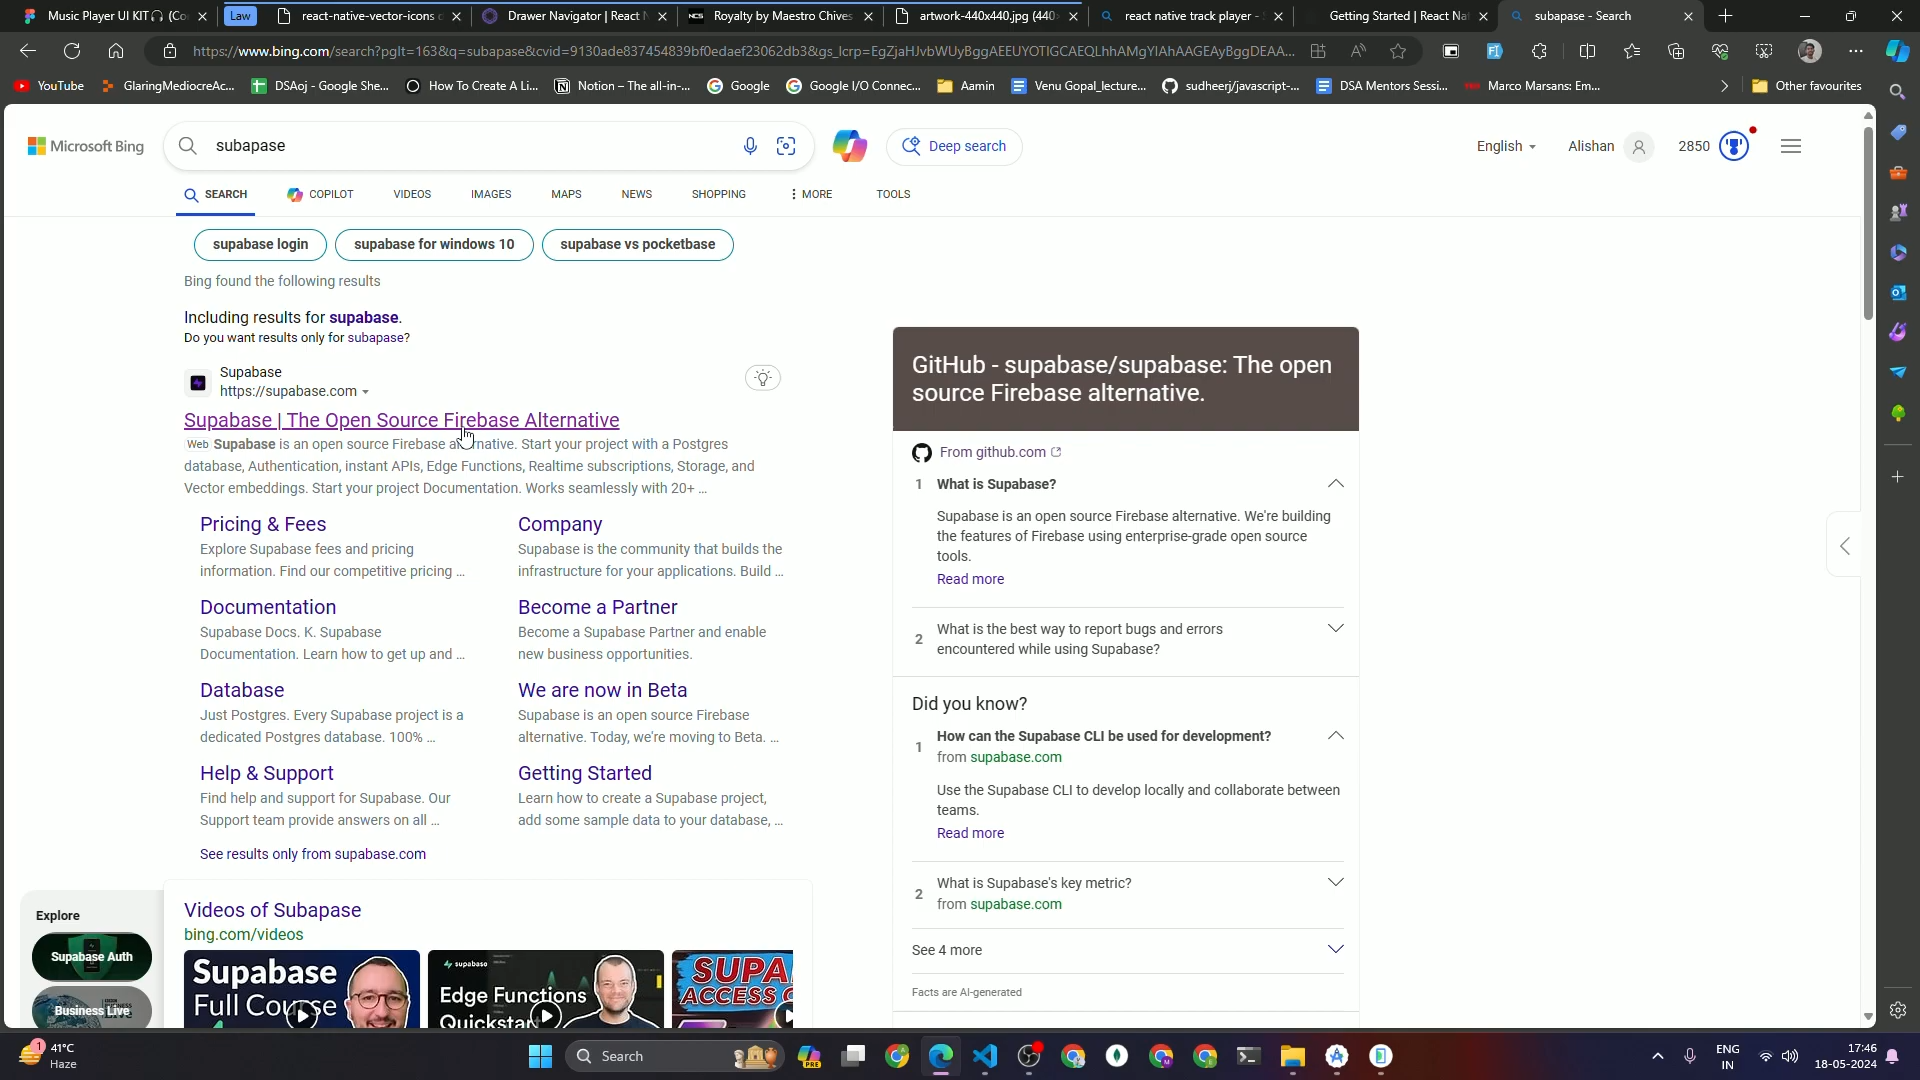 Music Player UI KIT🎧 (Co
Law
react-native-vector-icons
Drawer Navigator | React N
NCS
Royalty by Maestro Chives
artwork-440x440.jpg (440
react native track player -
Getting Started | React Na
subapase - Search
https://www.bing.com/search?pglt=163&q=subapase&cvid=9130ade837454839bf0edaef23062db3&gs_lcrp=EgZjaHJvbWUyBggAEEUYOTIGCAEQLhhAMgYIAhAAGEAyBggDEAA...
YouTube
GlaringMediocreAc...
DSAoj - Google She...
How To Create A Li...
Notion – The all-in-...
Google
Google I/O Connec...
Aamin
Venu Gopal_lecture...
sudheerj/javascript-...
DSA Mentors Sessi...
Marco Marsans: Em...
Other favourites
Microsoft Bing
subapase
Deep search
English
Alishan
2850
SEARCH
COPILOT
VIDEOS
IMAGES
MAPS
NEWS
SHOPPING
MORE
TOOLS
supabase login
supabase for windows 10
supabase vs pocketbase
Bing found the following results
Including results for supabase.
Do you want results only for subapase?
Supabase
https://supabase.com
Supabase | The Open Source Firebase Alternative
Web Supabase is an open source Firebase alternative. Start your project with a Postgres
database, Authentication, instant APIs, Edge Functions, Realtime subscriptions, Storage, and
Vector embeddings. Start your project Documentation. Works seamlessly with 20+ ...
Pricing & Fees
Explore Supabase fees and pricing
information. Find our competitive pricing ...
Company
Supabase is the community that builds the
infrastructure for your applications. Build ...
Documentation
Supabase Docs. K. Supabase
Documentation. Learn how to get up and ...
Become a Partner
Become a Supabase Partner and enable
new business opportunities.
Database
Just Postgres. Every Supabase project is a
dedicated Postgres database. 100% ...
We are now in Beta
Supabase is an open source Firebase
alternative. Today, we're moving to Beta. ...
Help & Support
Find help and support for Supabase. Our
Support team provide answers on all ...
Getting Started
Learn how to create a Supabase project,
add some sample data to your database, ...
See results only from supabase.com
Videos of Subapase
bing.com/videos
Supabase
Full Course
supabase
Edge Functions
Quickstar
SUPA
ACCESS
Explore
Supabase Auth
Business Live
GitHub - supabase/supabase: The open
source Firebase alternative.
From github.com
1 What is Supabase?
Supabase is an open source Firebase alternative. We're building
the features of Firebase using enterprise-grade open source
tools.
Read more
2 What is the best way to report bugs and errors
encountered while using Supabase?
Did you know?
1 How can the Supabase CLI be used for development?
from supabase.com
Use the Supabase CLI to develop locally and collaborate between
teams.
Read more
2 What is Supabase's key metric?
from supabase.com
See 4 more
Facts are AI-generated
1
41°C
Haze
Search
PRE
ENG
IN
17:46
18-05-2024